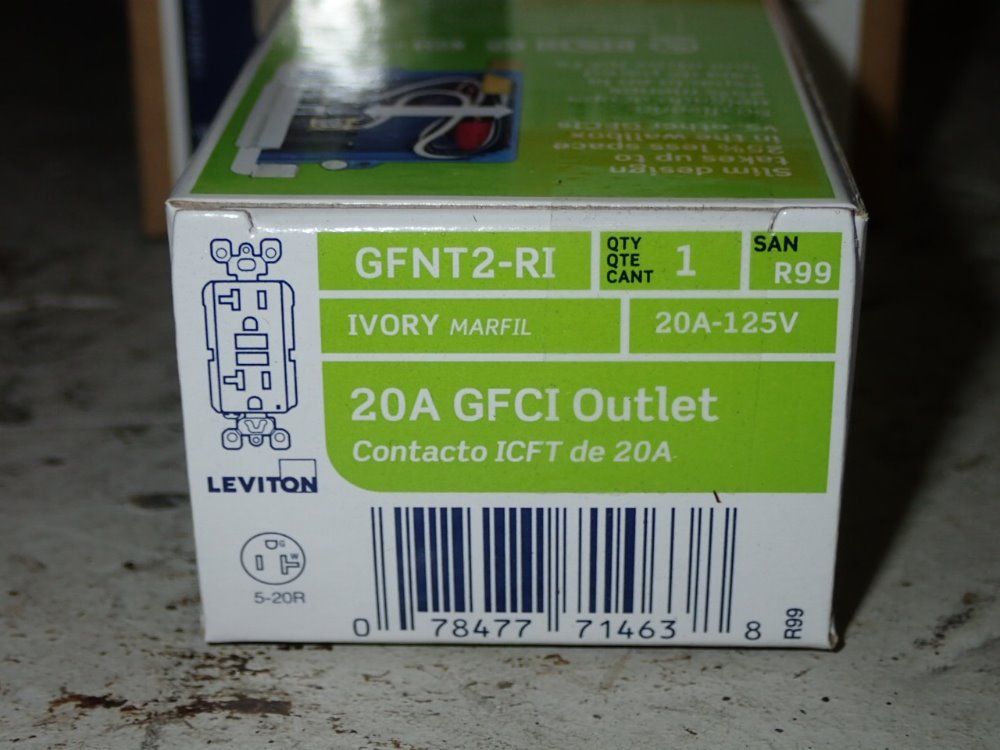 Slim design
takes up to
25% less space
in the wallbox
vs. other GFCIs
GFNT2-RI
QTY
QTE
CANT
1
SAN
R99
IVORY MARFIL
20A-125V
20A GFCI Outlet
Contacto ICFT de 20A
LEVITON
G
W
5-20R
0 78477 71463 8
R99